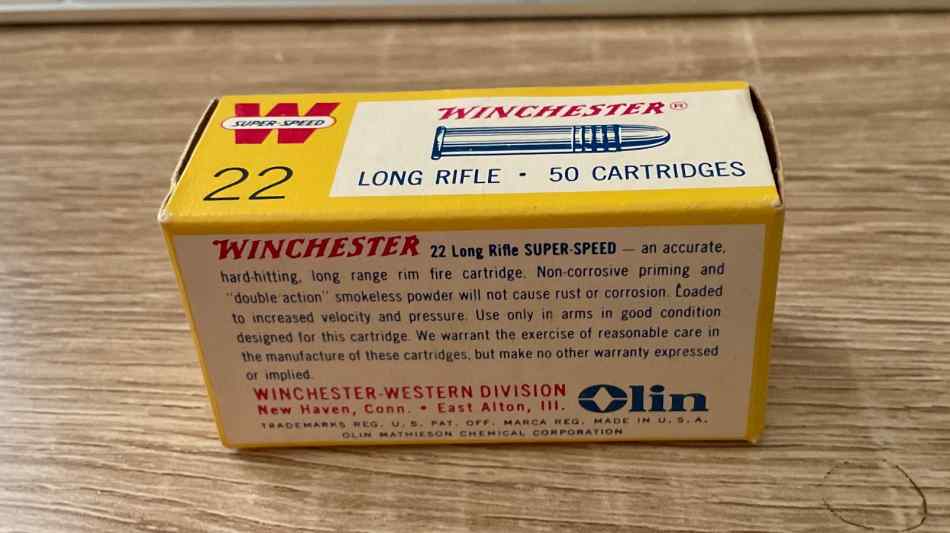 W
SUPER-SPEED
22
WINCHESTER®
LONG RIFLE · 50 CARTRIDGES
WINCHESTER 22 Long Rifle SUPER-SPEED — an accurate,
hard-hitting, long range rim fire cartridge. Non-corrosive priming and
"double action" smokeless powder will not cause rust or corrosion. Loaded
to increased velocity and pressure. Use only in arms in good condition
designed for this cartridge. We warrant the exercise of reasonable care in
the manufacture of these cartridges, but make no other warranty expressed
or implied.
WINCHESTER-WESTERN DIVISION
New Haven, Conn. • East Alton, Ill.
Olin
TRADEMARKS REG. U. S. PAT. OFF. MARCA REG. MADE IN U. S. A.
OLIN MATHIESON CHEMICAL CORPORATION